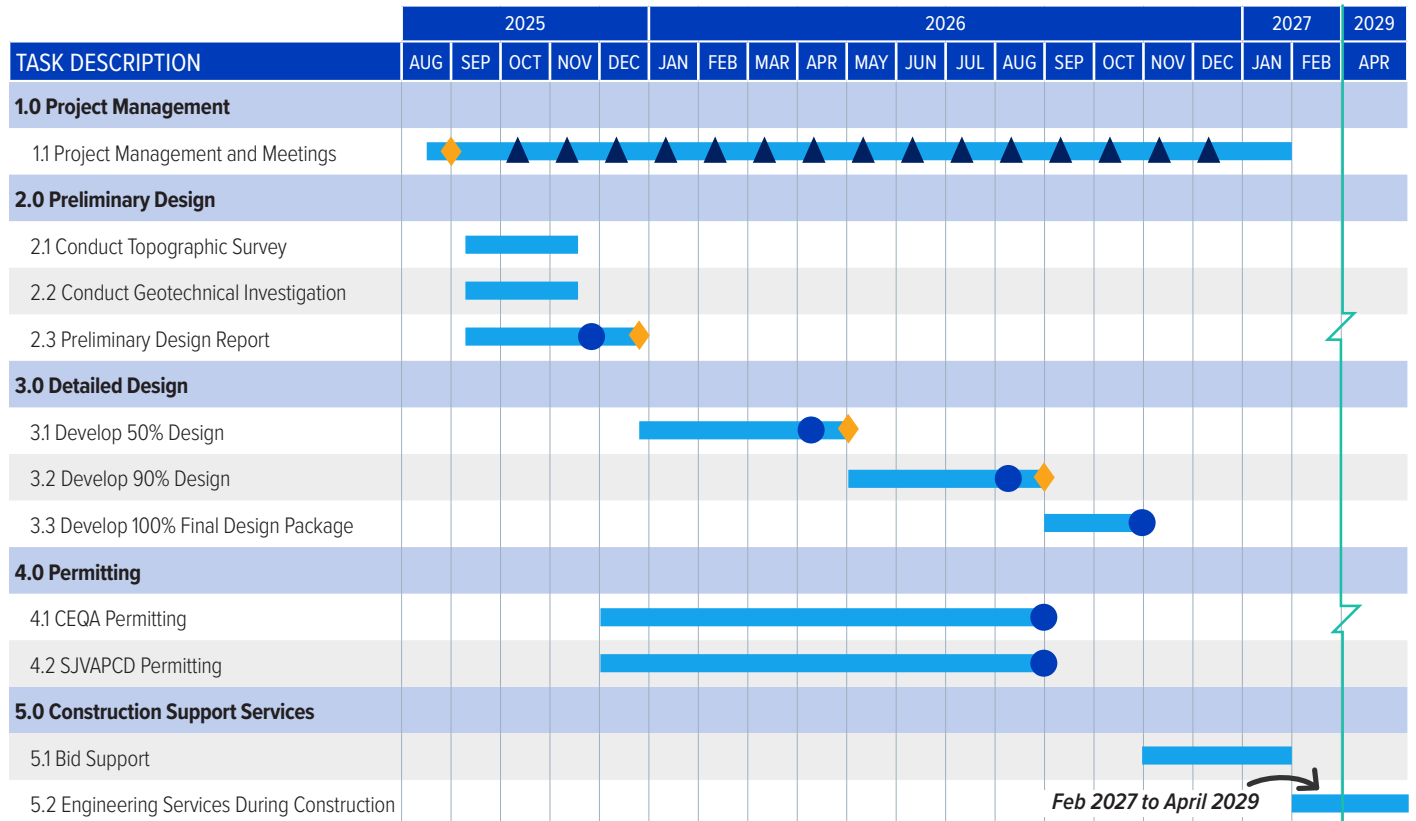 2025 2026 2027 2029
TASK DESCRIPTION AUG SEP OCT NOV DEC JAN FEB MAR APR MAY JUN JUL AUG SEP OCT NOV DEC JAN FEB APR
1.0 Project Management
1.1 Project Management and Meetings
2.0 Preliminary Design
2.1 Conduct Topographic Survey
2.2 Conduct Geotechnical Investigation
2.3 Preliminary Design Report
3.0 Detailed Design
3.1 Develop 50% Design
3.2 Develop 90% Design
3.3 Develop 100% Final Design Package
4.0 Permitting
4.1 CEQA Permitting
4.2 SJVAPCD Permitting
5.0 Construction Support Services
5.1 Bid Support
5.2 Engineering Services During Construction Feb 2027 to April 2029